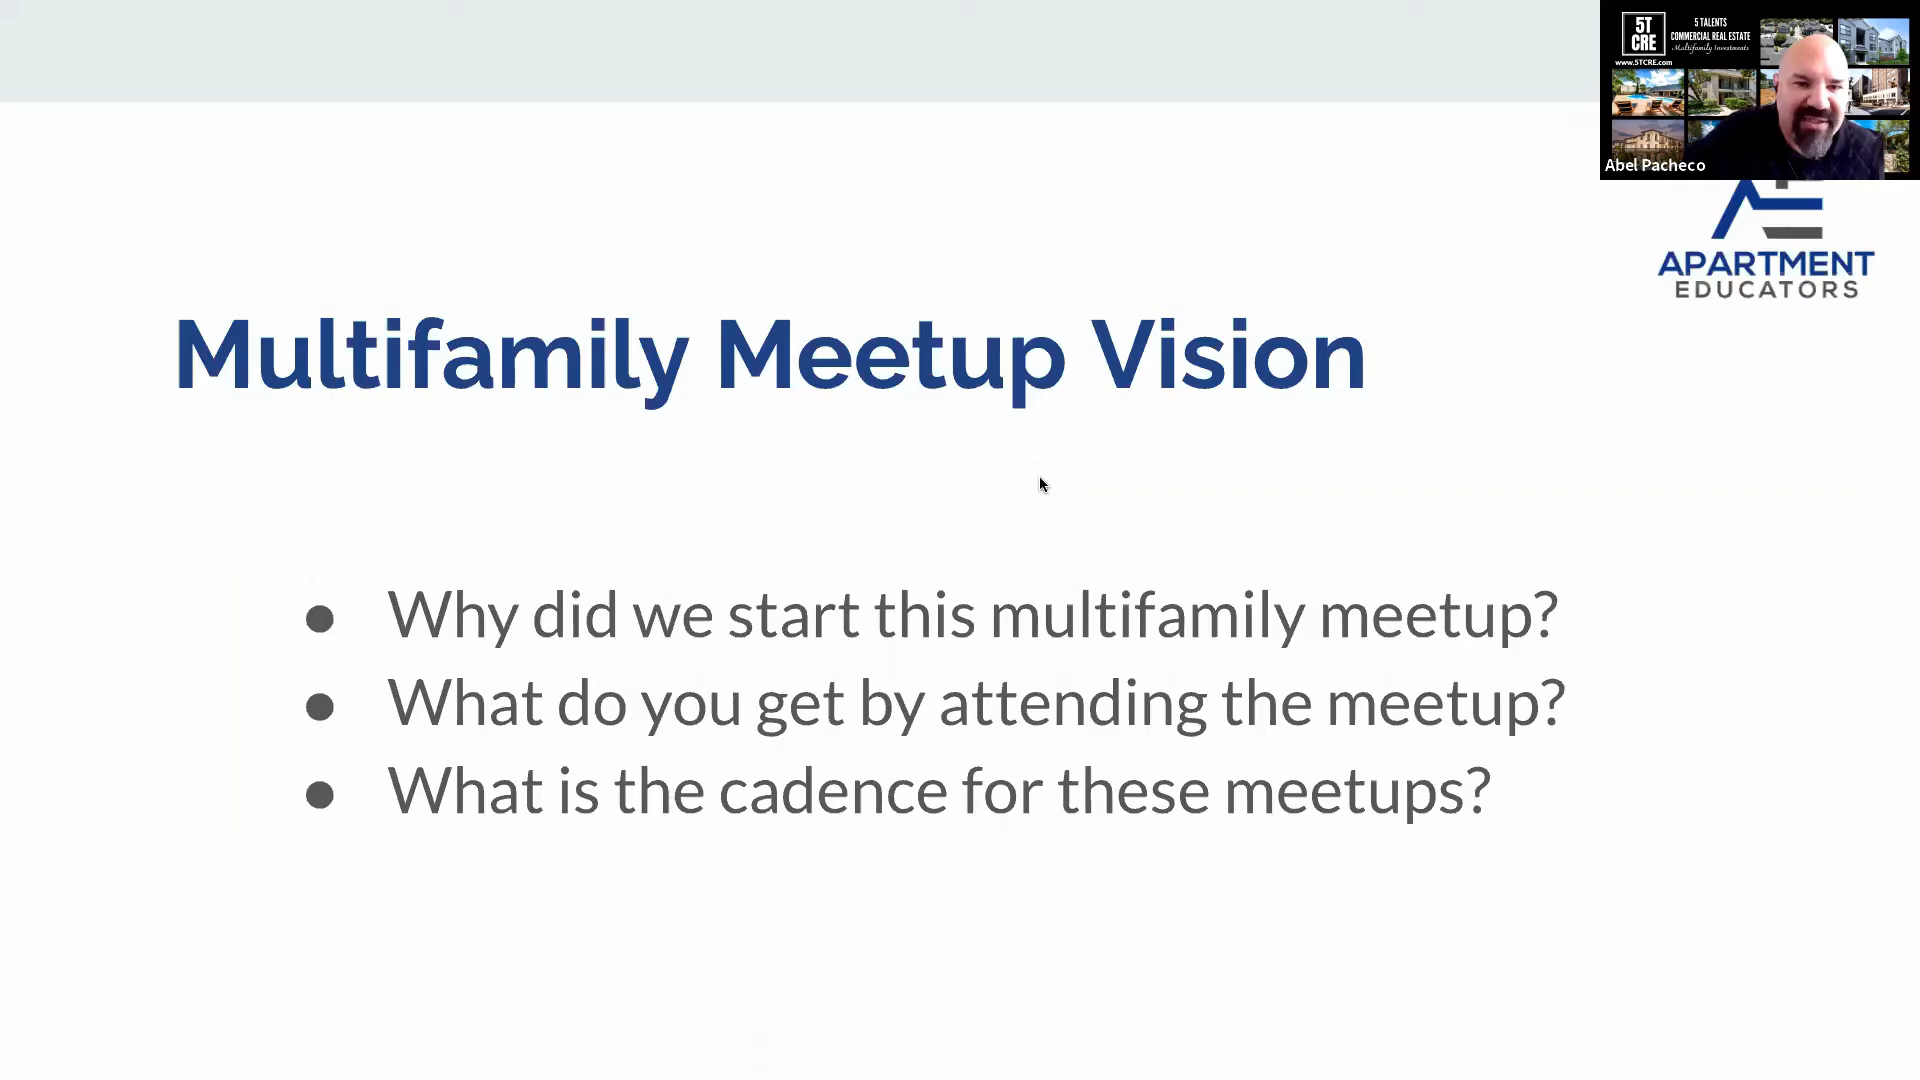 5T
CRE
5 TALENTS
COMMERCIAL REAL ESTATE
Multifamily Investments
www.5TCRE.com
Abel Pacheco
APARTMENT
EDUCATORS
Multifamily Meetup Vision
● Why did we start this multifamily meetup?
● What do you get by attending the meetup?
● What is the cadence for these meetups?